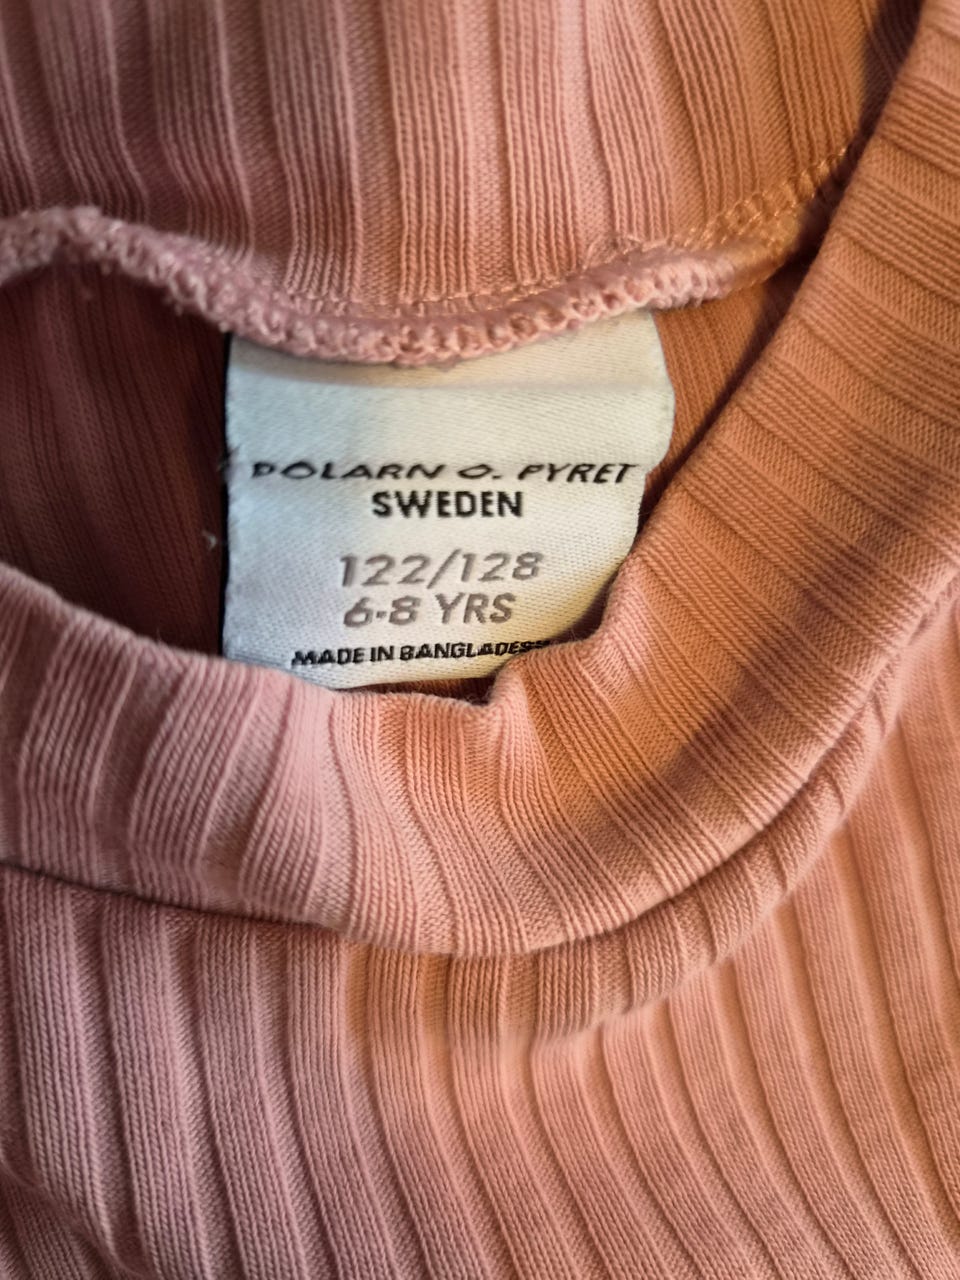 POLARN O. PYRET
SWEDEN
122/128
6-8 YRS
MADE IN BANGLADESH